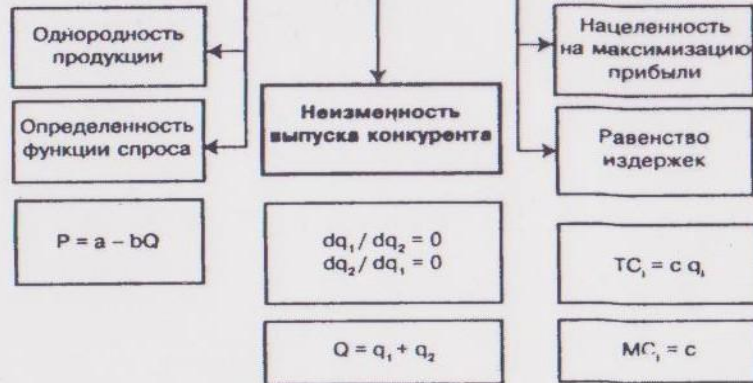 Однородность
продукции
Определенность
функции спроса
P = a – bQ
Неизменность
выпуска конкурента
dq₁ / dq₂ = 0
dq₂ / dq₁ = 0
Q = q₁ + q₂
Нацеленность
на максимизацию
прибыли
Равенство
издержек
TCᵢ = c qᵢ
MCᵢ = c